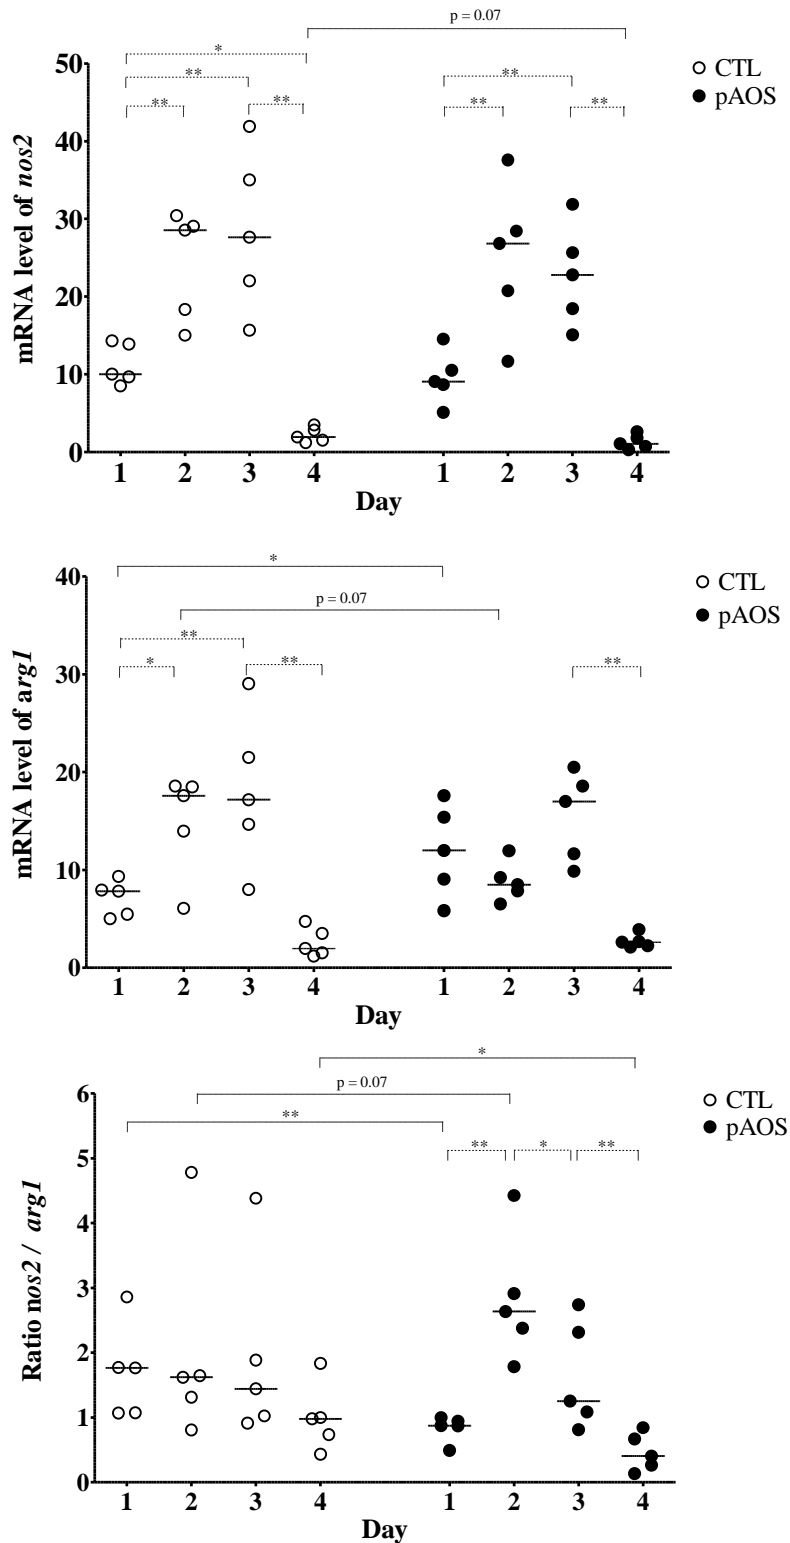 p = 0.07
*
**
**
**
**
**
**
CTL
pAOS
50
40
30
20
10
0
mRNA level of nos2
1 2 3 4 1 2 3 4
Day
*
p = 0.07
**
*
**
**
CTL
pAOS
40
30
20
10
0
mRNA level of arg1
1 2 3 4 1 2 3 4
Day
*
p = 0.07
**
**
*
**
CTL
pAOS
6
5
4
3
2
1
0
Ratio nos2 / arg1
1 2 3 4 1 2 3 4
Day